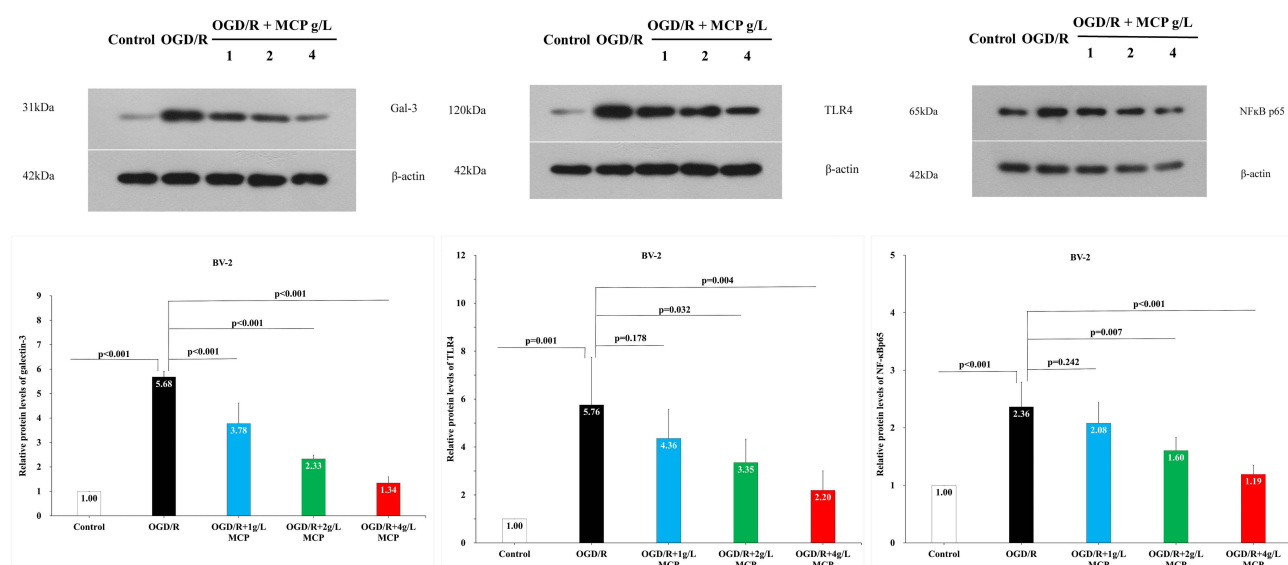 OGD/R + MCP g/L
Control OGD/R
1 2 4
31kDa
Gal-3
42kDa
β-actin
OGD/R + MCP g/L
Control OGD/R
1 2 4
120kDa
TLR4
42kDa
β-actin
OGD/R + MCP g/L
Control OGD/R
1 2 4
65kDa
NFκB p65
42kDa
β-actin
BV-2
Relative protein levels of galectin-3
9
8
7
6
5
4
3
2
1
0
p<0.001
p<0.001
p<0.001 p<0.001
5.68
3.78
2.33
1.34
1.00
Control OGD/R OGD/R+1g/L OGD/R+2g/L OGD/R+4g/L
MCP MCP MCP
BV-2
Relative protein levels of TLR4
12
10
8
6
4
2
0
p=0.004
p=0.032
p=0.001 p=0.178
5.76
4.36
3.35
2.20
1.00
Control OGD/R OGD/R+1g/L OGD/R+2g/L OGD/R+4g/L
MCP MCP MCP
BV-2
Relative protein levels of NF-κBp65
5
4
3
2
1
0
p<0.001
p=0.007
p<0.001 p=0.242
2.36
2.08
1.60
1.19
1.00
Control OGD/R OGD/R+1g/L OGD/R+2g/L OGD/R+4g/L
MCP MCP MCP